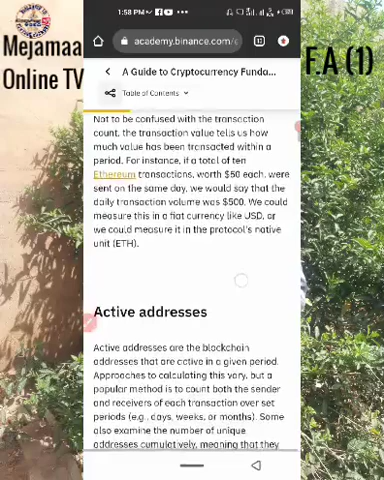 1:58 PM
academy.binance.com/c
Mejamaa
Online TV
F.A (1)
A Guide to Cryptocurrency Funda...
Table of Contents
Not to be confused with the transaction
count, the transaction value tells us how
much value has been transacted within a
period. For instance, if a total of ten
Ethereum transactions, worth $50 each, were
sent on the same day, we would say that the
daily transaction volume was $500. We could
measure this in a fiat currency like USD, or
we could measure it in the protocol's native
unit (ETH).
Active addresses
Active addresses are the blockchain
addresses that are active in a given period.
Approaches to calculating this vary, but a
popular method is to count both the sender
and receivers of each transaction over set
periods (e.g., days, weeks, or months). Some
also examine the number of unique
addresses cumulatively, meaning that they